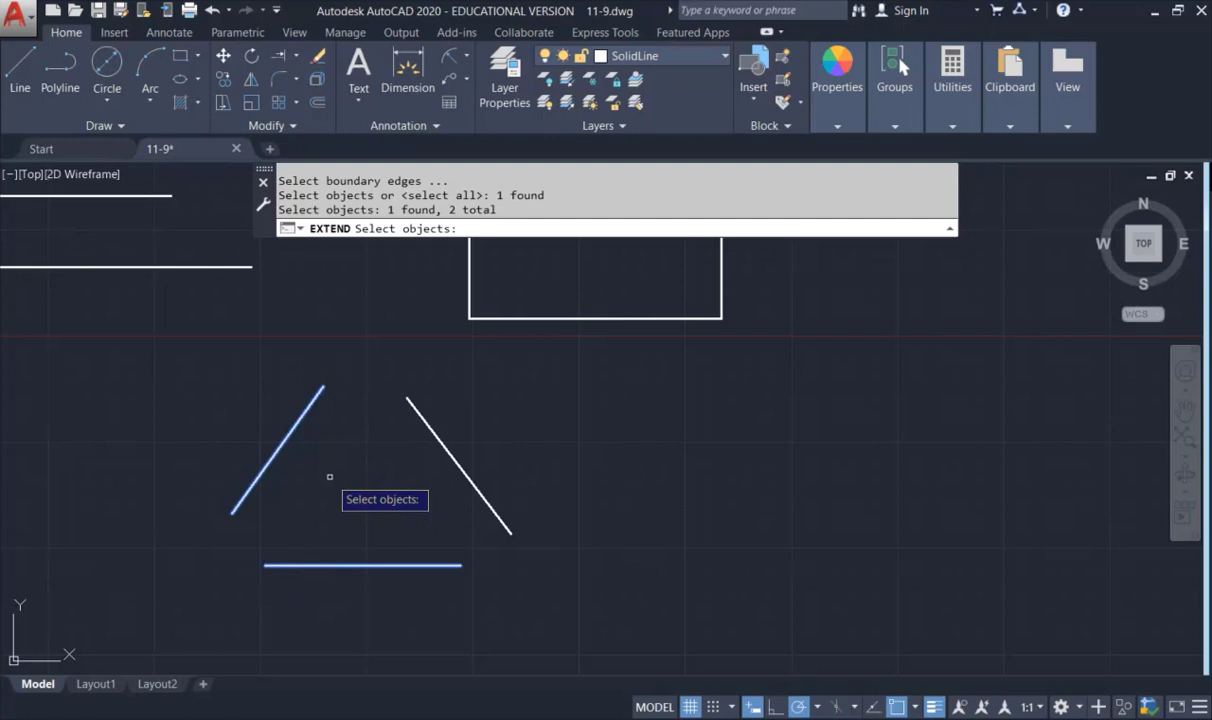 Autodesk AutoCAD 2020 - EDUCATIONAL VERSION 11-9.dwg
Type a keyword or phrase
Sign In
Home Insert Annotate Parametric View Manage Output Add-ins Collaborate Express Tools Featured Apps
Line Polyline Circle Arc
Text Dimension
Layer Properties
SolidLine
Insert
Properties Groups Utilities Clipboard View
Draw Modify Annotation Layers Block
Start 11-9*
[−][Top][2D Wireframe]
Select boundary edges ...
Select objects or <select all>: 1 found
Select objects: 1 found, 2 total
EXTEND Select objects:
N
W TOP E
S
WCS
Select objects:
Y
X
Model Layout1 Layout2
MODEL 1:1